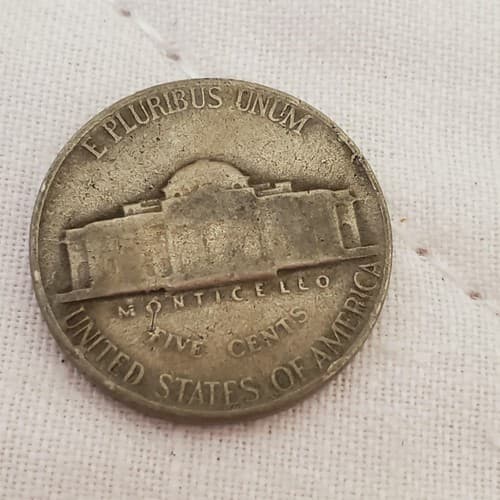 E PLURIBUS UNUM
MONTICELLO
FIVE CENTS
UNITED STATES OF AMERICA